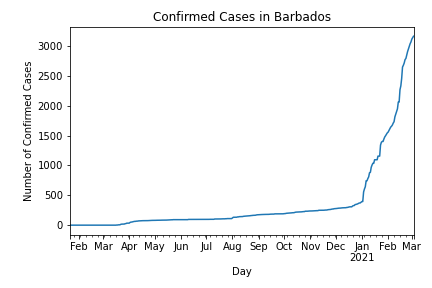 Confirmed Cases in Barbados
Number of Confirmed Cases
3000
2500
2000
1500
1000
500
0
Feb Mar Apr May Jun Jul Aug Sep Oct Nov Dec Jan Feb Mar
2021
Day